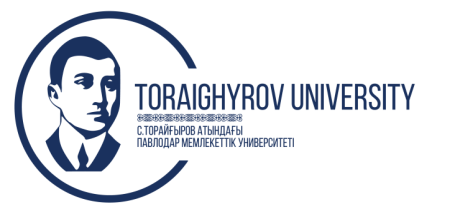 TORAIGHYROV UNIVERSITY
С.ТОРАЙҒЫРОВ АТЫНДАҒЫ
ПАВЛОДАР МЕМЛЕКЕТТІК УНИВЕРСИТЕТІ